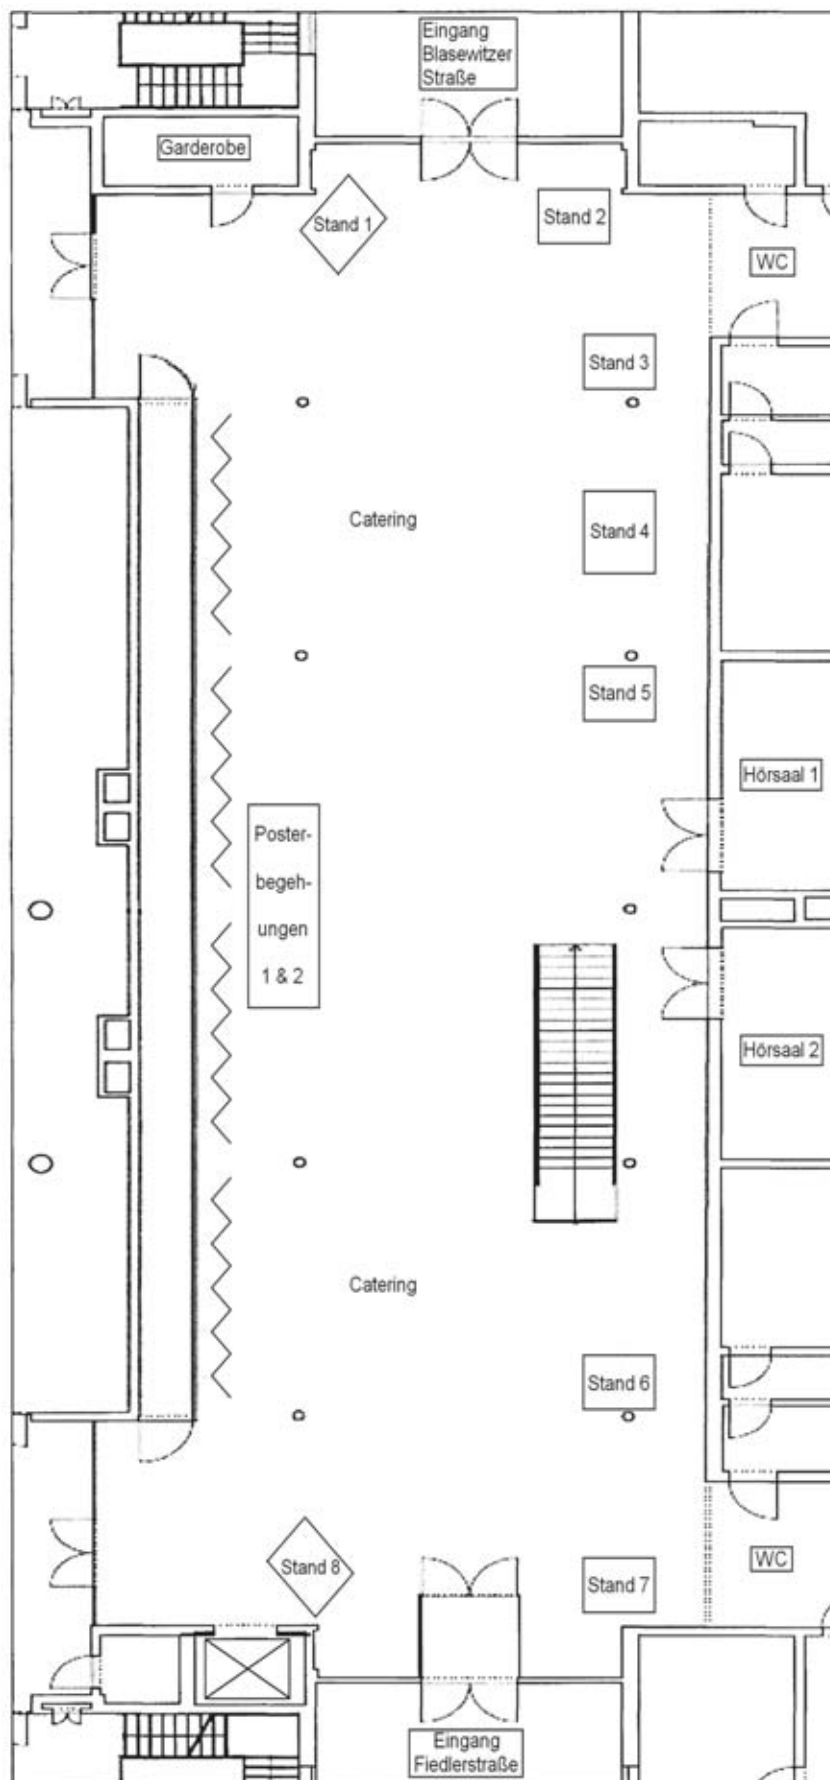 Eingang
Blasewitzer
Straße
Garderobe
Stand 1
Stand 2
WC
Stand 3
Catering
Stand 4
Stand 5
Hörsaal 1
Poster-
begeh-
ungen
1 & 2
Hörsaal 2
Catering
Stand 6
Stand 8
Stand 7
WC
Eingang
Fiedlerstraße